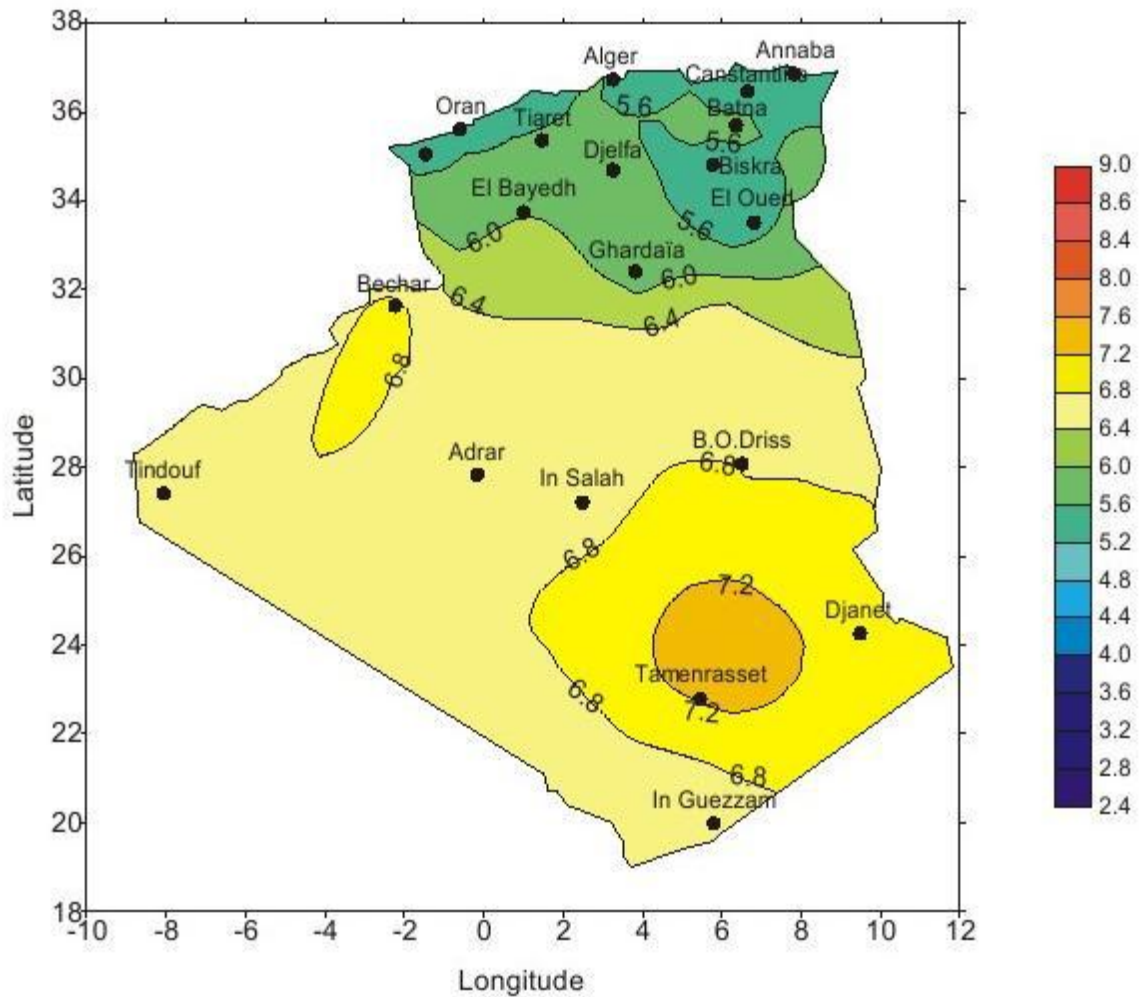 38
36
34
32
30
28
26
24
22
20
18
Latitude
-10 -8 -6 -4 -2 0 2 4 6 8 10 12
Longitude
Annaba
Alger
Canstantine
Oran
5.6
Batna
Tiaret
5.6
Djelfa
Biskra
El Bayedh
El Oued
5.6
6.0
Ghardaïa
6.0
Bechar
6.4
6.4
6.8
B.O.Driss
Adrar
6.8
Tindouf
In Salah
6.8
7.2
Djanet
Tamenrasset
6.8
7.2
6.8
In Guezzam
9.0
8.6
8.4
8.0
7.6
7.2
6.8
6.4
6.0
5.6
5.2
4.8
4.4
4.0
3.6
3.2
2.8
2.4